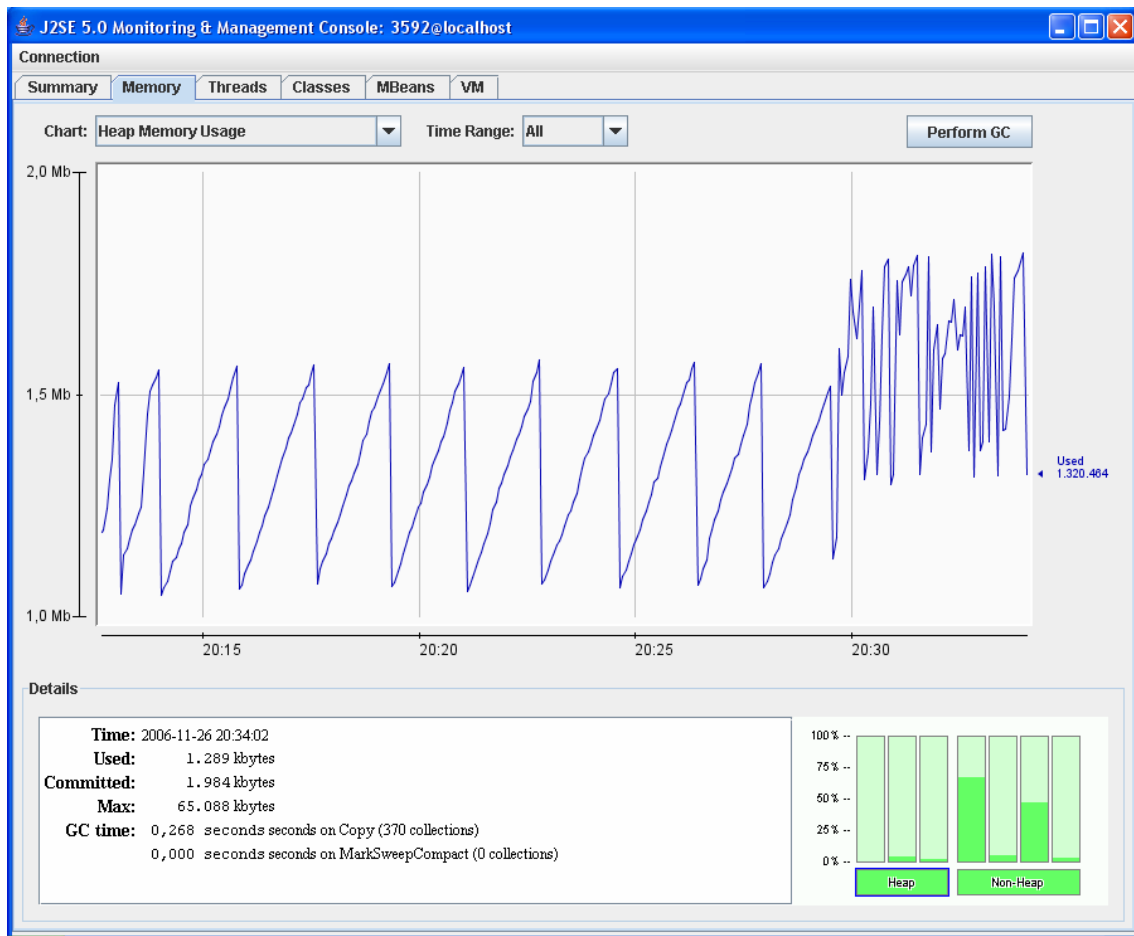 J2SE 5.0 Monitoring & Management Console: 3592@localhost
Connection
Summary Memory Threads Classes MBeans VM
Chart: Heap Memory Usage Time Range: All Perform GC
2,0 Mb
1,5 Mb
1,0 Mb
Used
1.320.464
20:15 20:20 20:25 20:30
Details
Time: 2006-11-26 20:34:02
Used: 1.289 kbytes
Committed: 1.984 kbytes
Max: 65.088 kbytes
GC time: 0,268 seconds seconds on Copy (370 collections)
0,000 seconds seconds on MarkSweepCompact (0 collections)
100% --
75% --
50% --
25% --
0% --
Heap Non-Heap